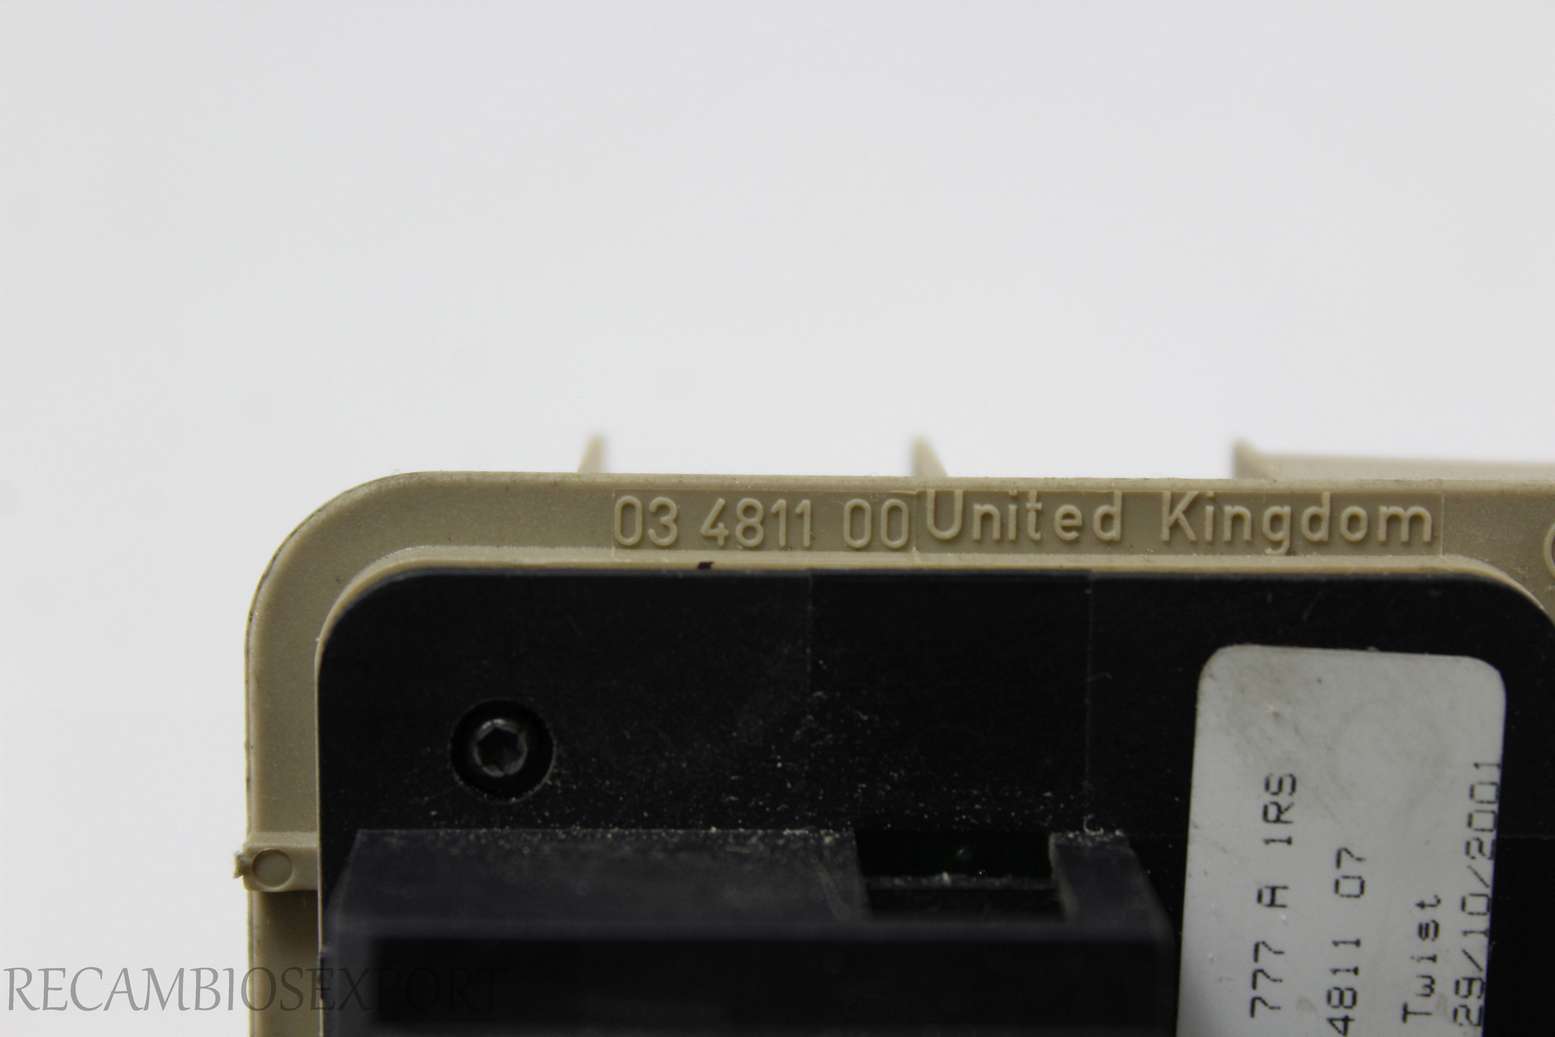 03 4811 00 United Kingdom
777 A 1RS
4811 07
Twist
29/10/2001
RECAMBIOSEXPORT